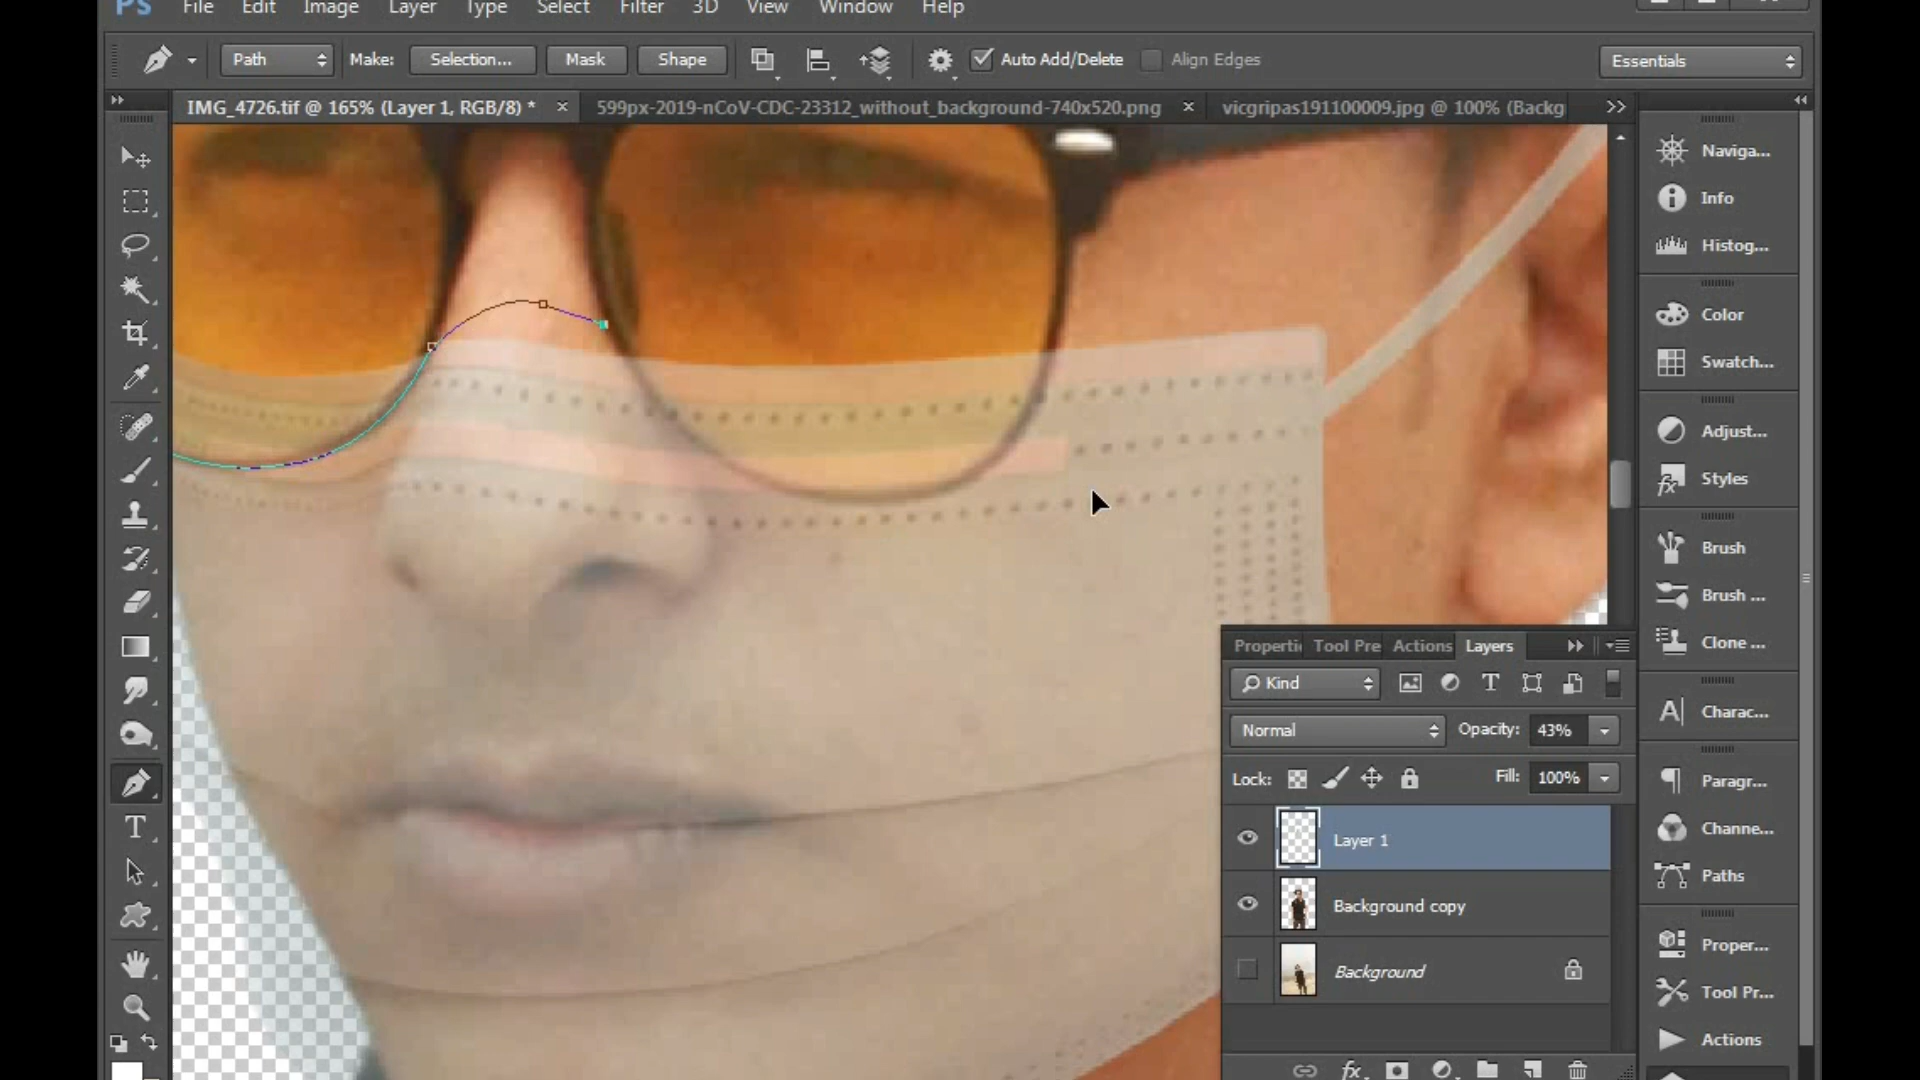 Ps File Edit Image Layer Type Select Filter 3D View Window Help
Path Make: Selection... Mask Shape Auto Add/Delete Align Edges Essentials
IMG_4726.tif @ 165% (Layer 1, RGB/8) * × 599px-2019-nCoV-CDC-23312_without_background-740x520.png × vicgripas191100009.jpg @ 100% (Backg
Naviga...
Info
Histog...
Color
Swatch...
Adjust...
Styles
Brush
Brush ...
Clone ...
Charac...
Paragr...
Channe...
Paths
Proper...
Tool Pr...
Actions
Properti Tool Pre Actions Layers
Kind
Normal Opacity: 43%
Lock: Fill: 100%
Layer 1
Background copy
Background